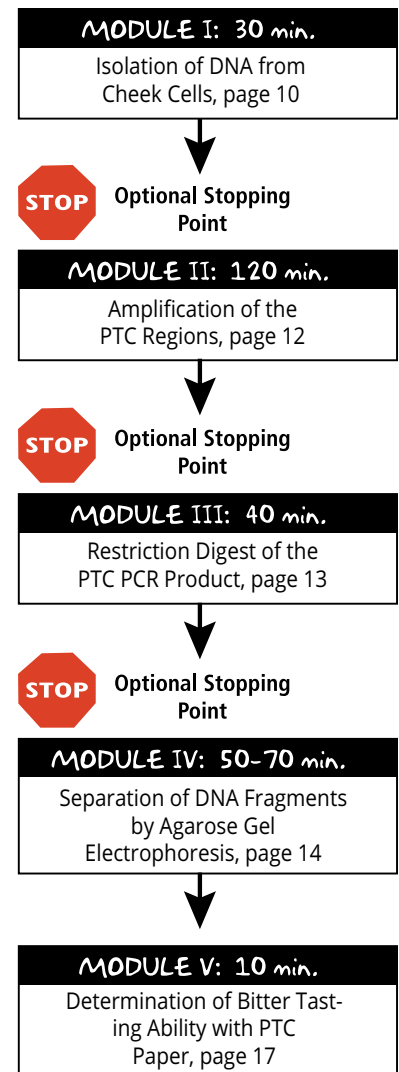 MODULE I: 30 min.
Isolation of DNA from
Cheek Cells, page 10
STOP
Optional Stopping
Point
MODULE II: 120 min.
Amplification of the
PTC Regions, page 12
STOP
Optional Stopping
Point
MODULE III: 40 min.
Restriction Digest of the
PTC PCR Product, page 13
STOP
Optional Stopping
Point
MODULE IV: 50-70 min.
Separation of DNA Fragments
by Agarose Gel
Electrophoresis, page 14
MODULE V: 10 min.
Determination of Bitter Tast-
ing Ability with PTC
Paper, page 17